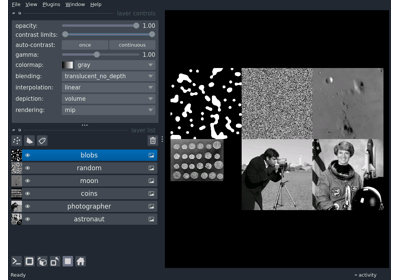 File View Plugins Window Help
layer controls
opacity: 1.00
contrast limits:
auto-contrast: once continuous
gamma: 1.00
colormap: gray
blending: translucent_no_depth
interpolation: linear
depiction: volume
rendering: mip
layer list
blobs
random
moon
coins
photographer
astronaut
Ready activity